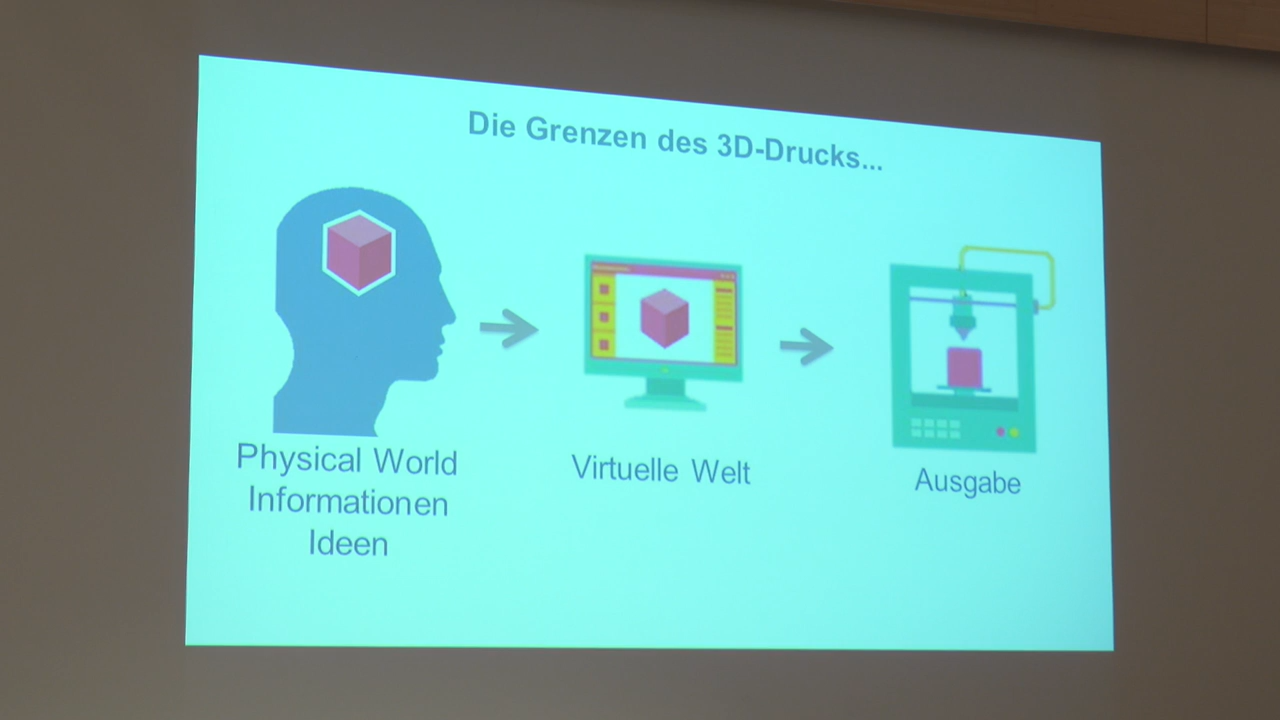 Die Grenzen des 3D-Drucks...
Physical World
Informationen
Ideen
Virtuelle Welt
Ausgabe